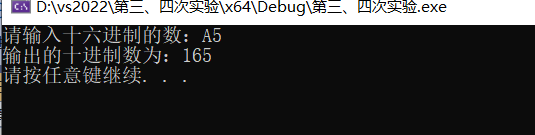 D:\vs2022\第三、四次实验\x64\Debug\第三、四次实验.exe
请输入十六进制的数：A5
输出的十进制数为：165
请按任意键继续. . .